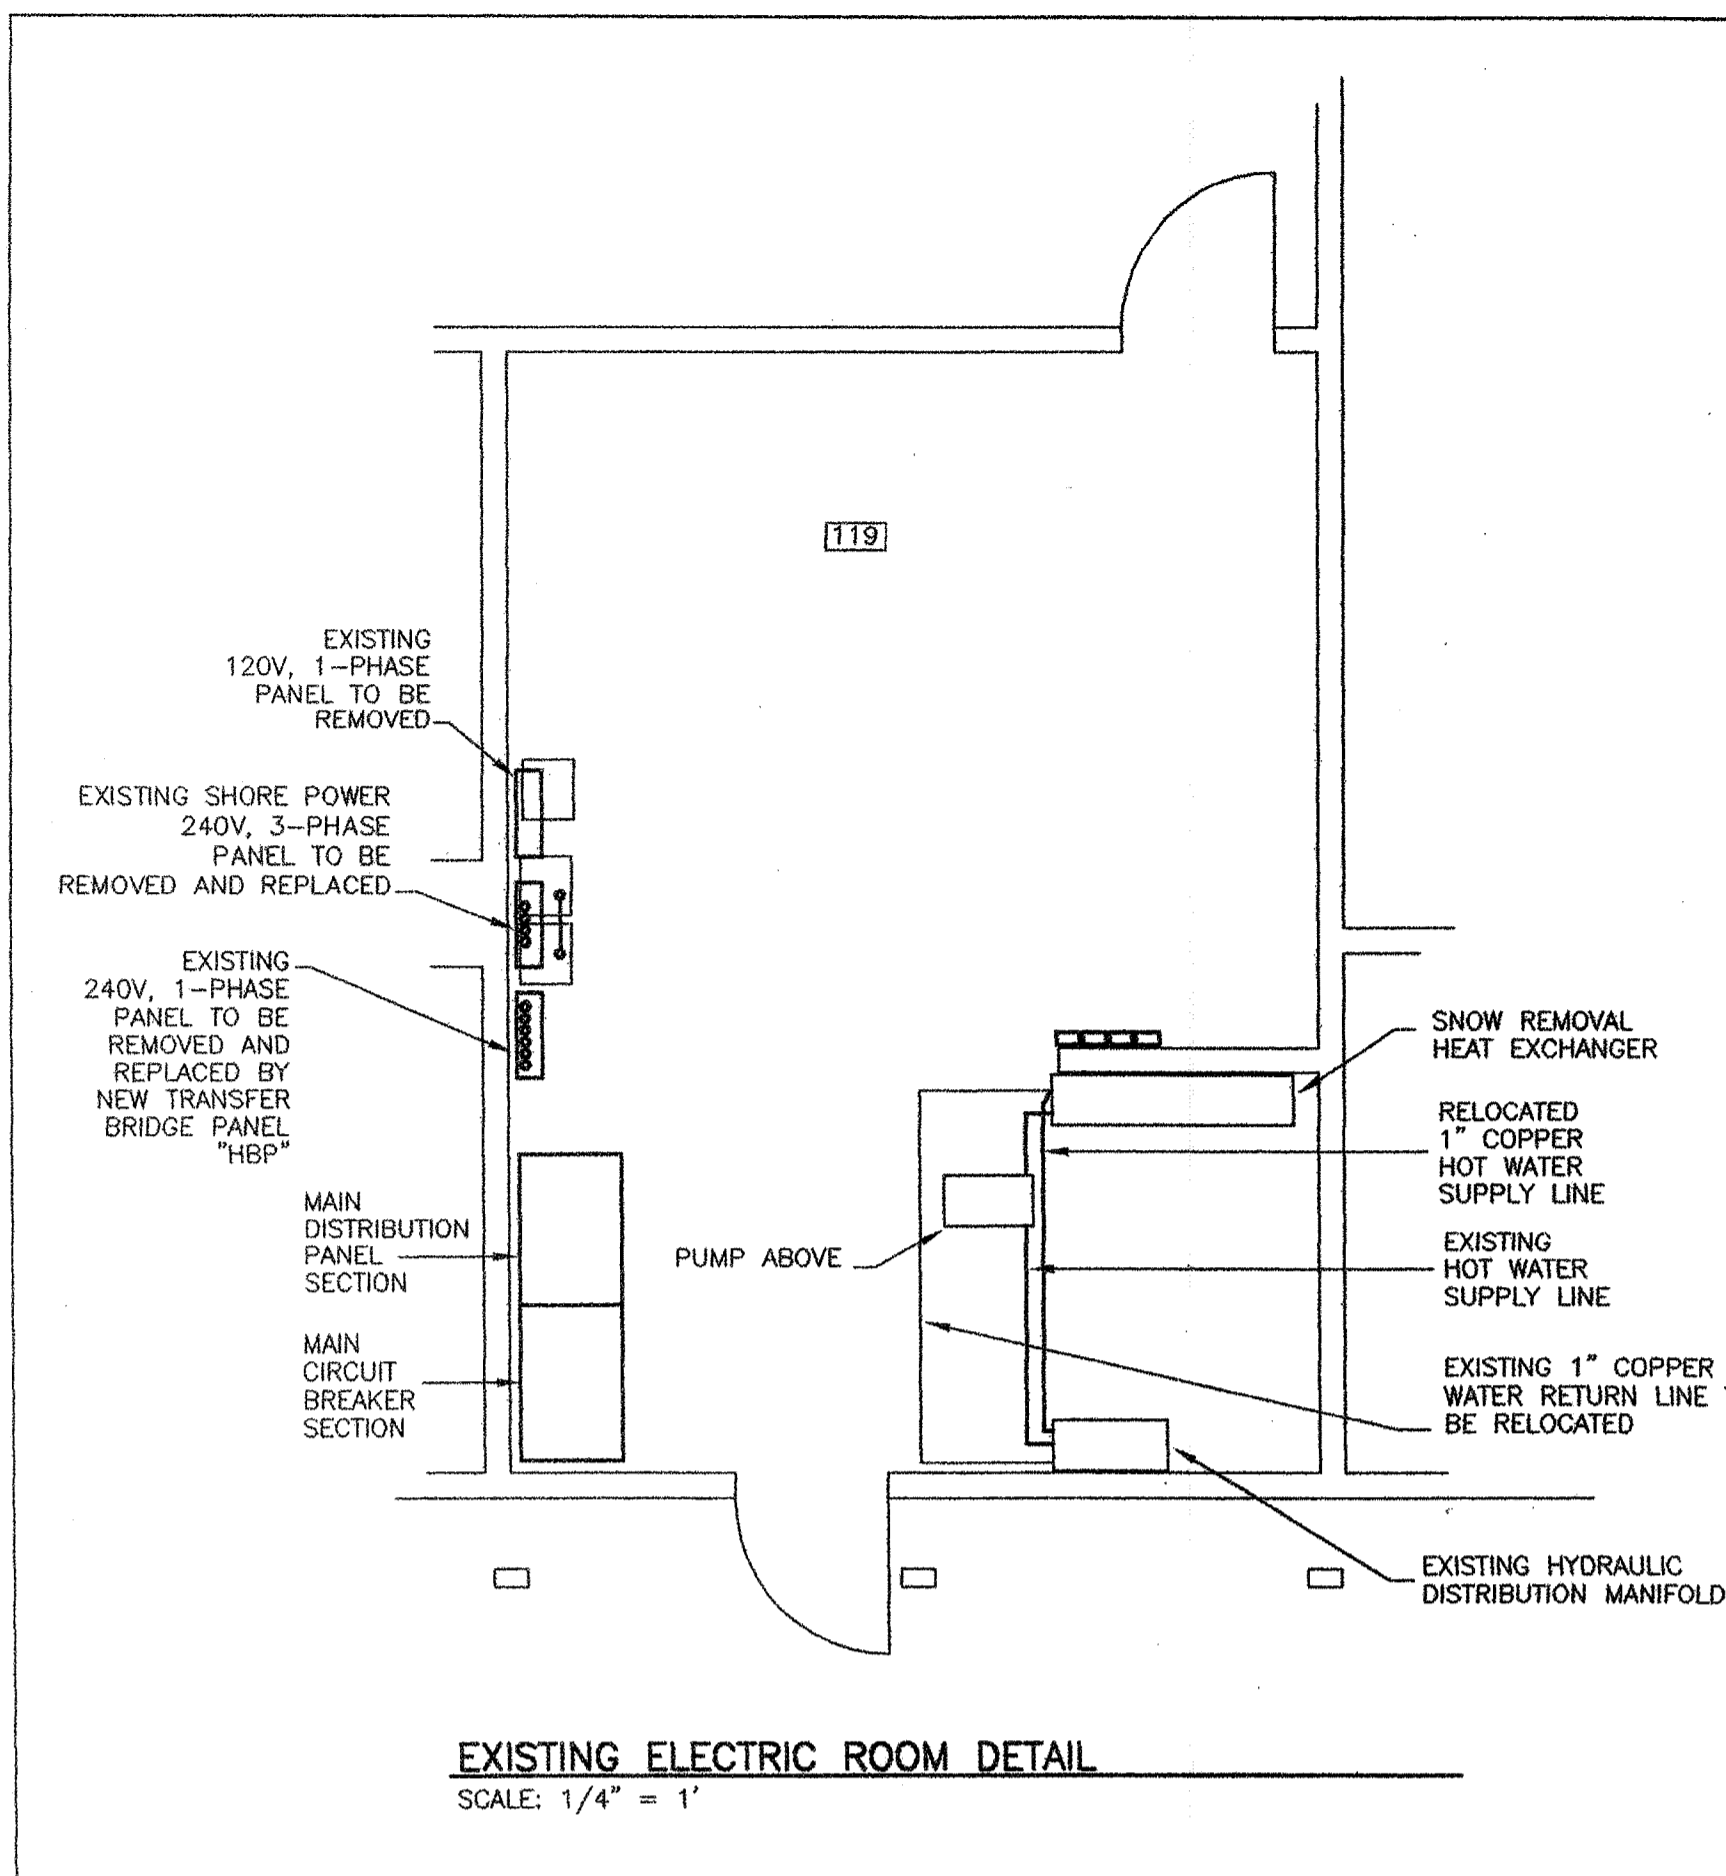 119
EXISTING
120V, 1-PHASE
PANEL TO BE
REMOVED
EXISTING SHORE POWER
240V, 3-PHASE
PANEL TO BE
REMOVED AND REPLACED
EXISTING
240V, 1-PHASE
PANEL TO BE
REMOVED AND
REPLACED BY
NEW TRANSFER
BRIDGE PANEL
"HBP"
MAIN
DISTRIBUTION
PANEL
SECTION
MAIN
CIRCUIT
BREAKER
SECTION
PUMP ABOVE
SNOW REMOVAL
HEAT EXCHANGER
RELOCATED
1" COPPER
HOT WATER
SUPPLY LINE
EXISTING
HOT WATER
SUPPLY LINE
EXISTING 1" COPPER
WATER RETURN LINE
BE RELOCATED
EXISTING HYDRAULIC
DISTRIBUTION MANIFOLD
EXISTING ELECTRIC ROOM DETAIL
SCALE: 1/4" = 1'